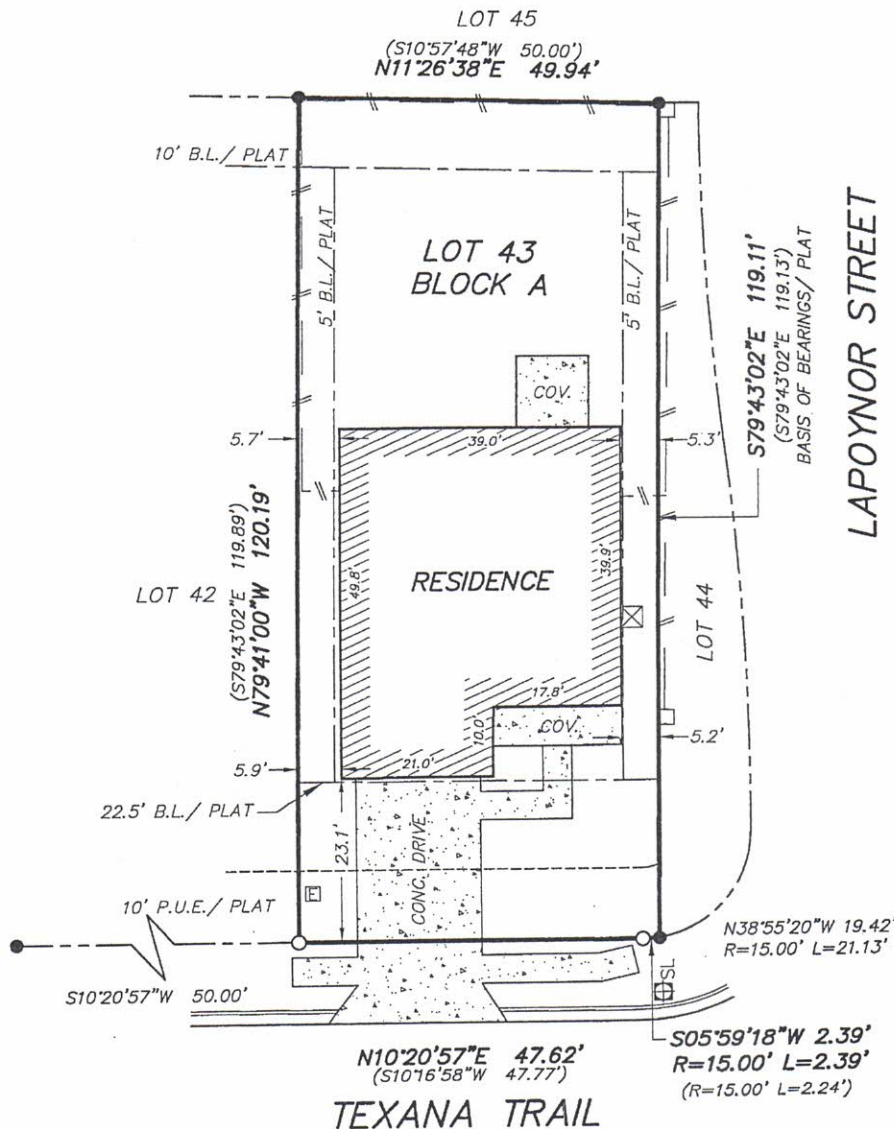 LOT 45
(S10°57'48"W 50.00')
N11°26'38"E 49.94'
10' B.L./ PLAT
5' B.L./ PLAT
LOT 43
BLOCK A
5' B.L./ PLAT
S79°43'02"E 119.11'
(S79°43'02"E 119.13')
BASIS OF BEARINGS/ PLAT
LAPOYNOR STREET
COV.
5.7'
39.0'
5.3'
LOT 42
(S79°43'02"E 119.89')
N79°41'00"W 120.19'
49.8'
RESIDENCE
39.9'
LOT 44
17.8'
10.0'
COV.
5.2'
5.9'
21.0'
22.5' B.L./ PLAT
23.1'
CONC. DRIVE
10' P.U.E./ PLAT
E
N38°55'20"W 19.42'
R=15.00' L=21.13'
SL
S10°20'57"W 50.00'
S05°59'18"W 2.39'
R=15.00' L=2.39'
(R=15.00' L=2.24')
N10°20'57"E 47.62'
(S10°16'58"W 47.77')
TEXANA TRAIL